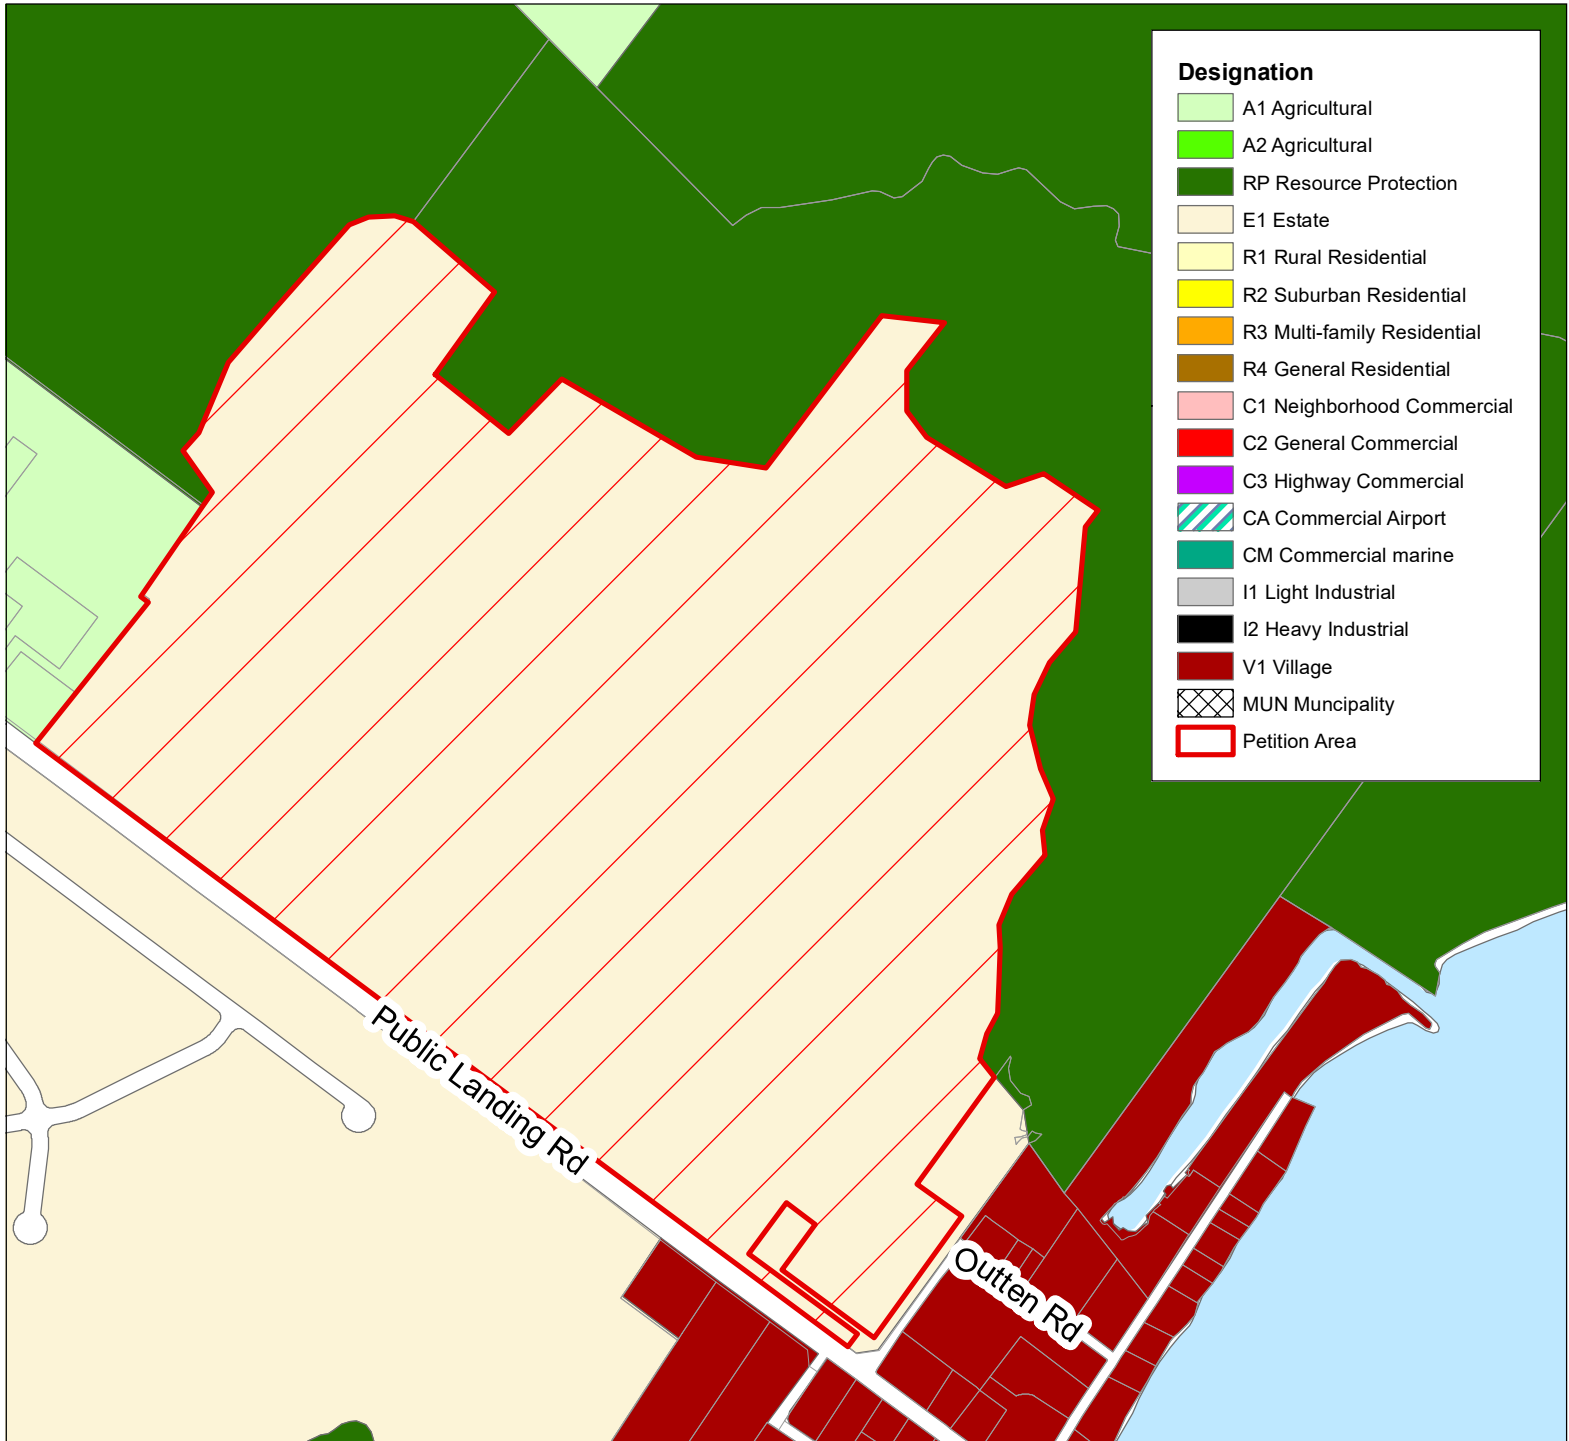 Designation
A1 Agricultural
A2 Agricultural
RP Resource Protection
E1 Estate
R1 Rural Residential
R2 Suburban Residential
R3 Multi-family Residential
R4 General Residential
C1 Neighborhood Commercial
C2 General Commercial
C3 Highway Commercial
CA Commercial Airport
CM Commercial marine
I1 Light Industrial
I2 Heavy Industrial
V1 Village
MUN Muncipality
Petition Area
Public Landing Rd
Outten Rd